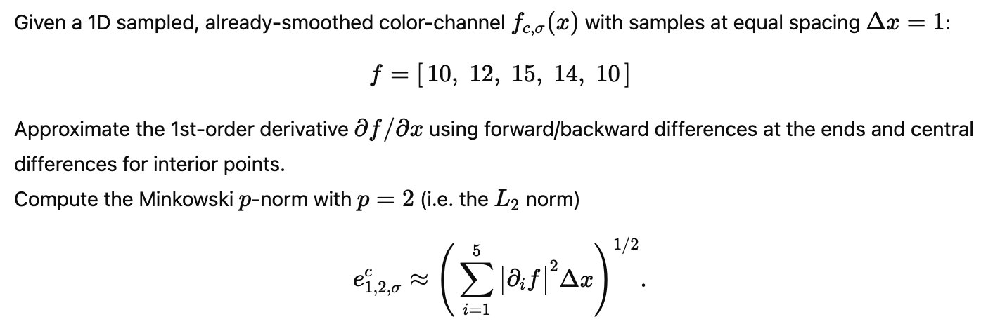 Given a 1D sampled, already-smoothed color-channel $f_{c,\sigma}(x)$ with samples at equal spacing $\Delta x = 1$:
$f = [\,10,\ 12,\ 15,\ 14,\ 10\,]$
Approximate the 1st-order derivative $\partial f/\partial x$ using forward/backward differences at the ends and central
differences for interior points.
Compute the Minkowski $p$-norm with $p = 2$ (i.e. the $L_2$ norm)
$e^c_{1,2,\sigma} \approx \left( \sum_{i=1}^{5} |\partial_i f|^2 \Delta x \right)^{1/2}.$